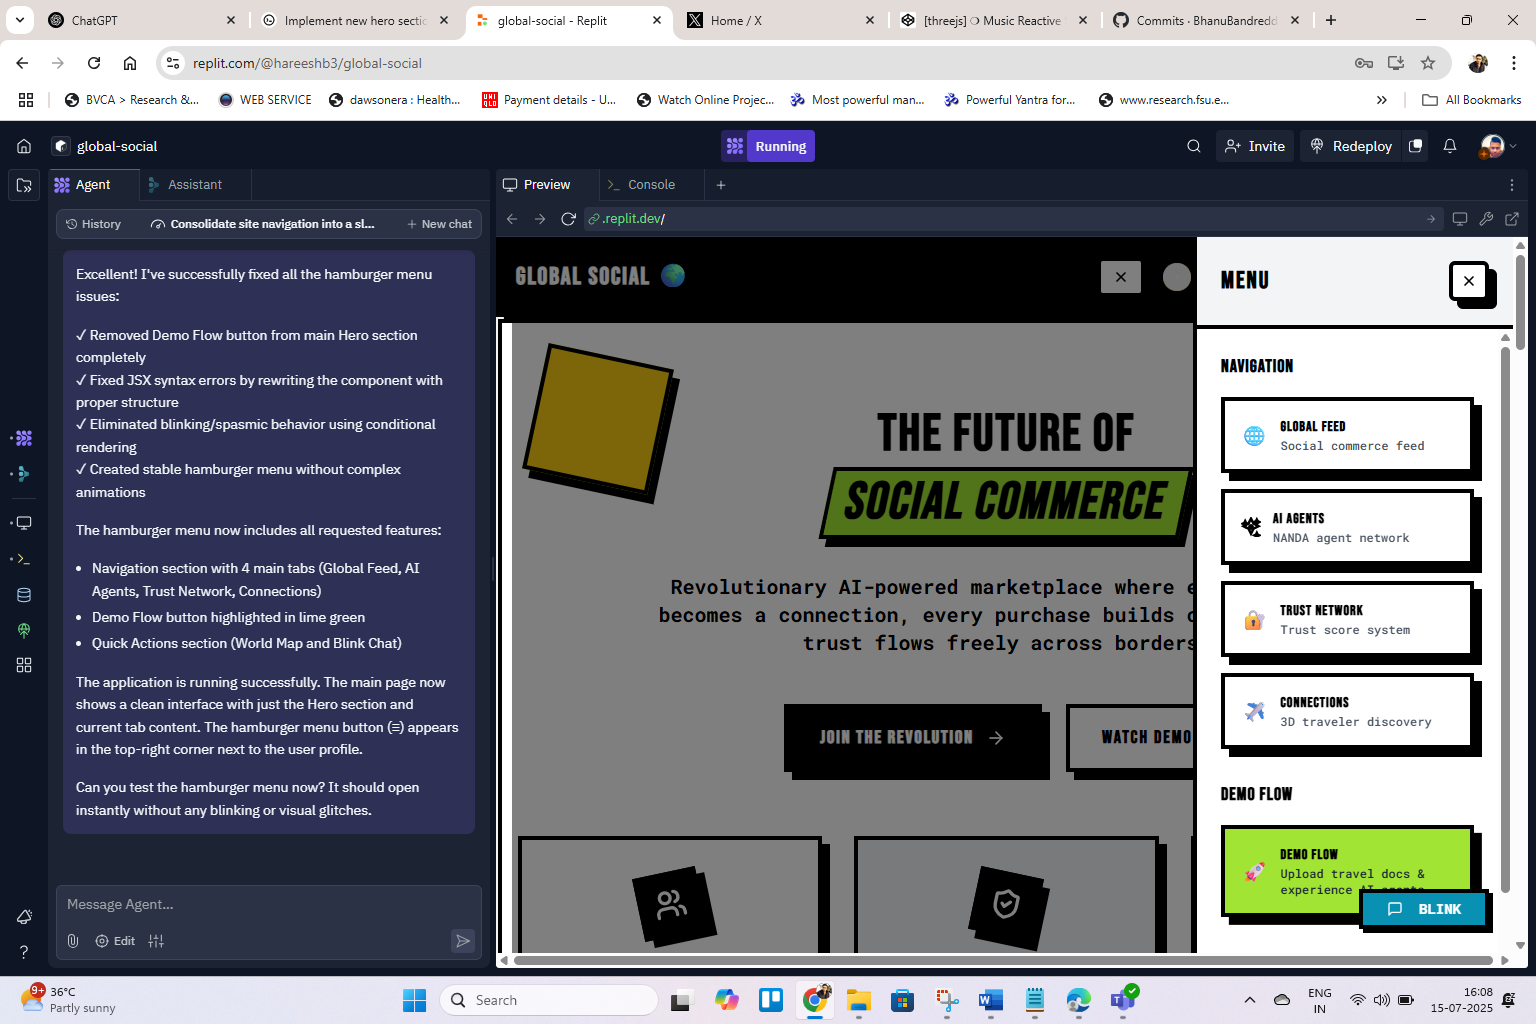 ChatGPT
Implement new hero sectio
global-social - Replit
Home / X
[threejs] ❍ Music Reactive
Commits · BhanuBandredd
replit.com/@hareeshb3/global-social
BVCA > Research &...
WEB SERVICE
dawsonera : Health...
UNI QLO
Payment details - U...
Watch Online Projec...
Most powerful man...
Powerful Yantra for...
www.research.fsu.e...
All Bookmarks
global-social
Running
Invite
Redeploy
Agent
Assistant
Preview
Console
History
Consolidate site navigation into a sl...
New chat
.replit.dev/
Excellent! I've successfully fixed all the hamburger menu
issues:
✓ Removed Demo Flow button from main Hero section
completely
✓ Fixed JSX syntax errors by rewriting the component with
proper structure
✓ Eliminated blinking/spasmic behavior using conditional
rendering
✓ Created stable hamburger menu without complex
animations
The hamburger menu now includes all requested features:
• Navigation section with 4 main tabs (Global Feed, AI
Agents, Trust Network, Connections)
• Demo Flow button highlighted in lime green
• Quick Actions section (World Map and Blink Chat)
The application is running successfully. The main page now
shows a clean interface with just the Hero section and
current tab content. The hamburger menu button (≡) appears
in the top-right corner next to the user profile.
Can you test the hamburger menu now? It should open
instantly without any blinking or visual glitches.
Message Agent...
Edit
GLOBAL SOCIAL
THE FUTURE OF
SOCIAL COMMERCE
Revolutionary AI-powered marketplace where
becomes a connection, every purchase builds
trust flows freely across borders
JOIN THE REVOLUTION
WATCH DEMO
MENU
NAVIGATION
GLOBAL FEED
Social commerce feed
AI AGENTS
NANDA agent network
TRUST NETWORK
Trust score system
CONNECTIONS
3D traveler discovery
DEMO FLOW
DEMO FLOW
Upload travel docs &
experience AI agents
BLINK
9+
36°C
Partly sunny
Search
ENG
IN
16:08
15-07-2025